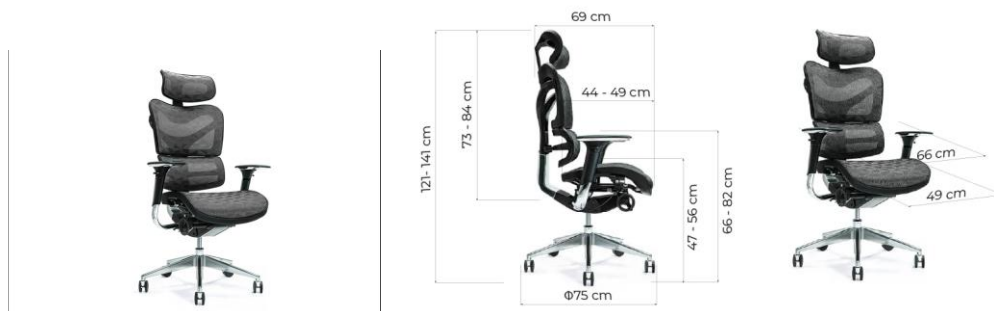 69 cm
44 - 49 cm
73 - 84 cm
121- 141 cm
47 - 56 cm
66 - 82 cm
Φ75 cm
66 cm
49 cm